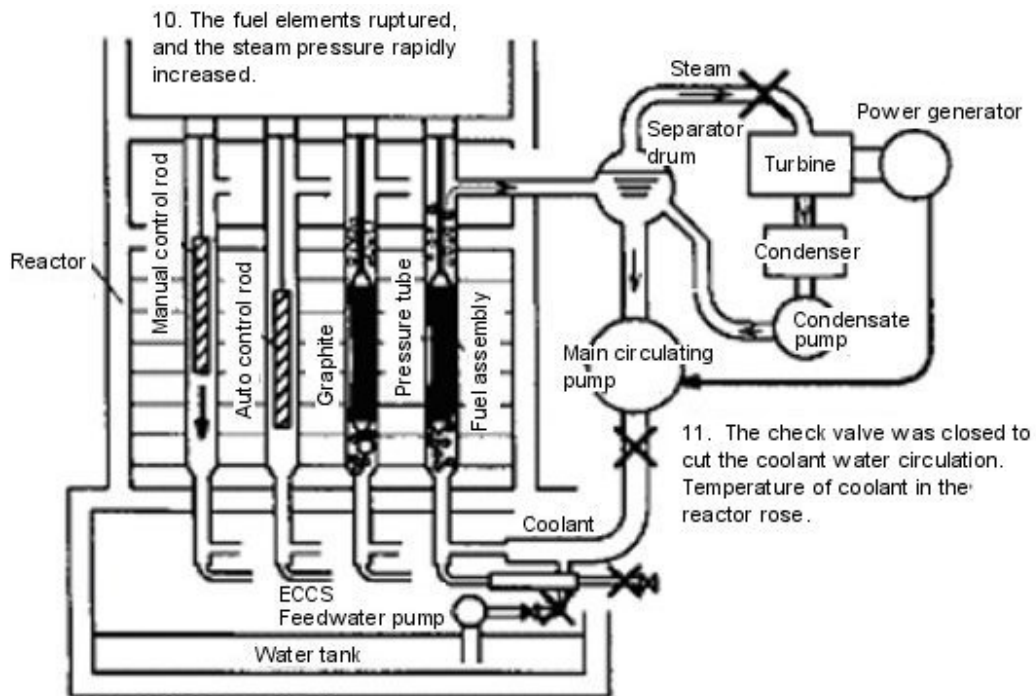 10. The fuel elements ruptured,
and the steam pressure rapidly
increased.
Steam
Power generator
Separator
drum
Turbine
Condenser
Condensate
pump
Reactor
Manual control rod
Auto control rod
Graphite
Pressure tube
Fuel assembly
Main circulating
pump
11. The check valve was closed to
cut the coolant water circulation.
Temperature of coolant in the
reactor rose.
Coolant
ECCS
Feedwater pump
Water tank